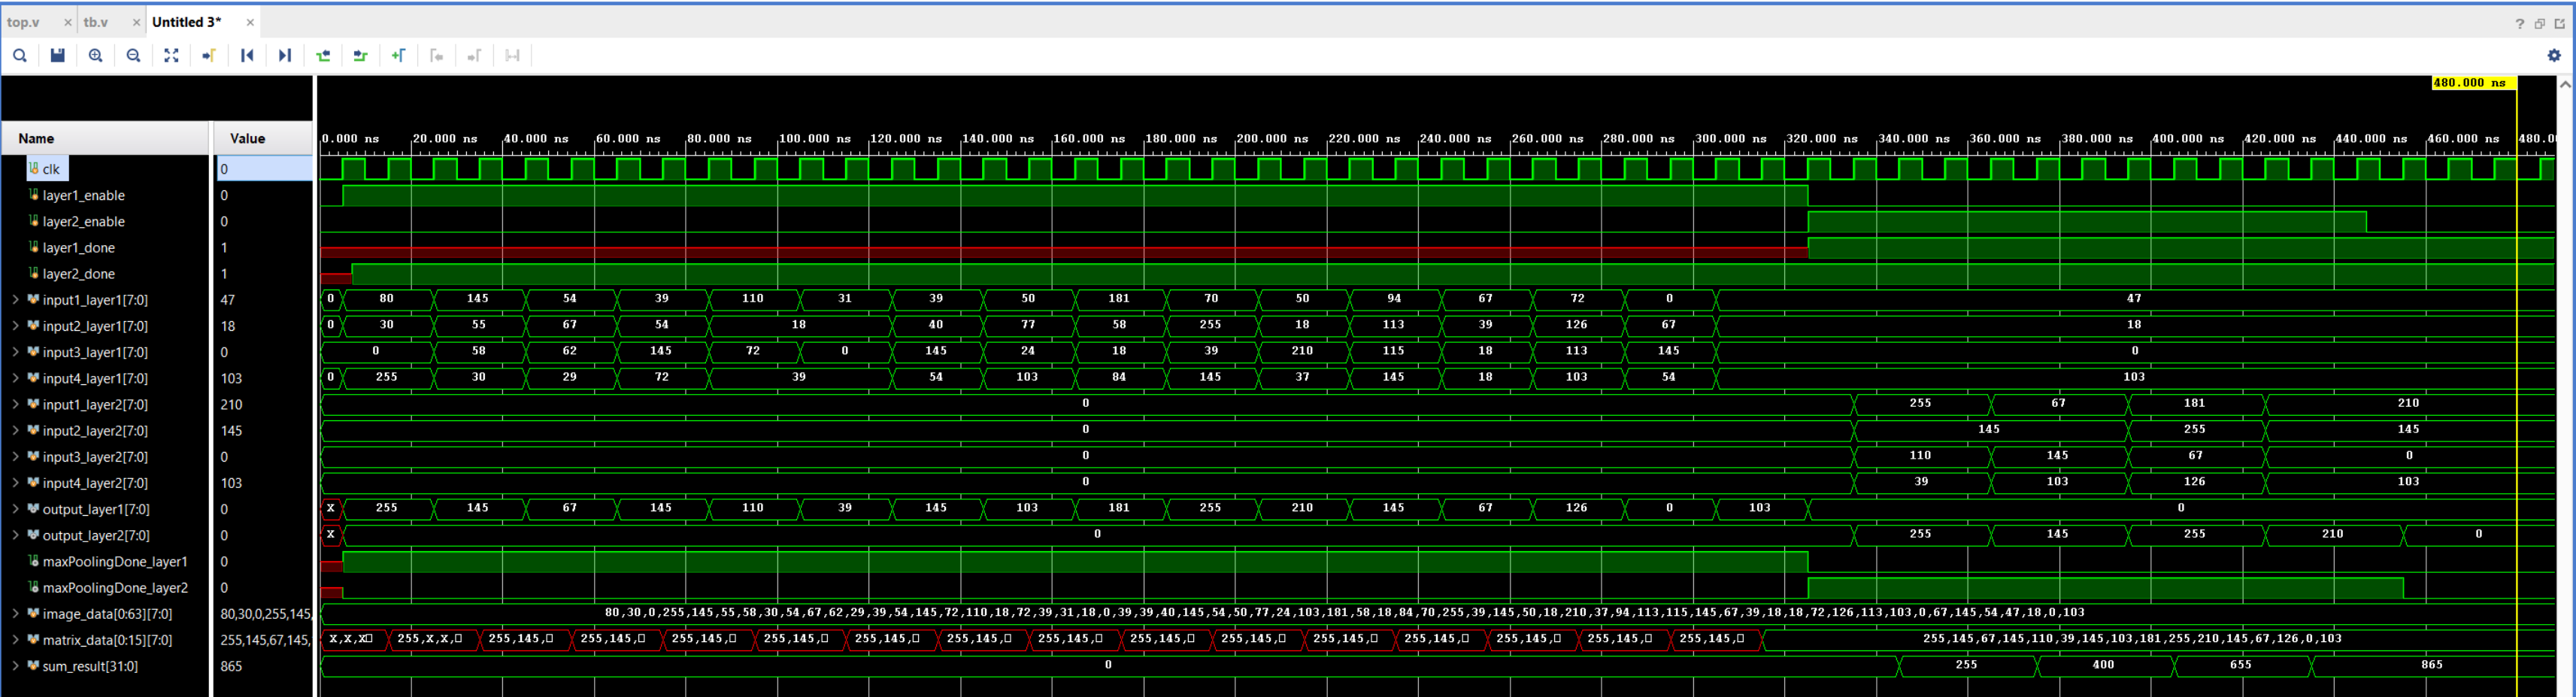 top.v × tb.v × Untitled 3* ×
480.000 ns
Name Value 0.000 ns 20.000 ns 40.000 ns 60.000 ns 80.000 ns 100.000 ns 120.000 ns 140.000 ns 160.000 ns 180.000 ns 200.000 ns 220.000 ns 240.000 ns 260.000 ns 280.000 ns 300.000 ns 320.000 ns 340.000 ns 360.000 ns 380.000 ns 400.000 ns 420.000 ns 440.000 ns 460.000 ns 480.0
clk 0
layer1_enable 0
layer2_enable 0
layer1_done 1
layer2_done 1
input1_layer1[7:0] 47 0 80 145 54 39 110 31 39 50 181 70 50 94 67 72 0 47
input2_layer1[7:0] 18 0 30 55 67 54 18 40 77 58 255 18 113 39 126 67 18
input3_layer1[7:0] 0 0 58 62 145 72 0 145 24 18 39 210 115 18 113 145 0
input4_layer1[7:0] 103 0 255 30 29 72 39 54 103 84 145 37 145 18 103 54 103
input1_layer2[7:0] 210 0 255 67 181 210
input2_layer2[7:0] 145 0 145 255 145
input3_layer2[7:0] 0 0 110 145 67 0
input4_layer2[7:0] 103 0 39 103 126 103
output_layer1[7:0] 0 X 255 145 67 145 110 39 145 103 181 255 210 145 67 126 0 103 0
output_layer2[7:0] 0 X 0 255 145 255 210 0
maxPoolingDone_layer1 0
maxPoolingDone_layer2 0
image_data[0:63][7:0] 80,30,0,255,145, 80,30,0,255,145,55,58,30,54,67,62,29,39,54,145,72,110,18,72,39,31,18,0,39,39,40,145,54,50,77,24,103,181,58,18,84,70,255,39,145,50,18,210,37,94,113,115,145,67,39,18,18,72,126,113,103,0,67,145,54,47,18,0,103
matrix_data[0:15][7:0] 255,145,67,145, X,X,X 255,X,X, 255,145, 255,145, 255,145, 255,145, 255,145, 255,145, 255,145, 255,145, 255,145, 255,145, 255,145, 255,145, 255,145, 255,145,67,145,110,39,145,103,181,255,210,145,67,126,0,103
sum_result[31:0] 865 0 255 400 655 865